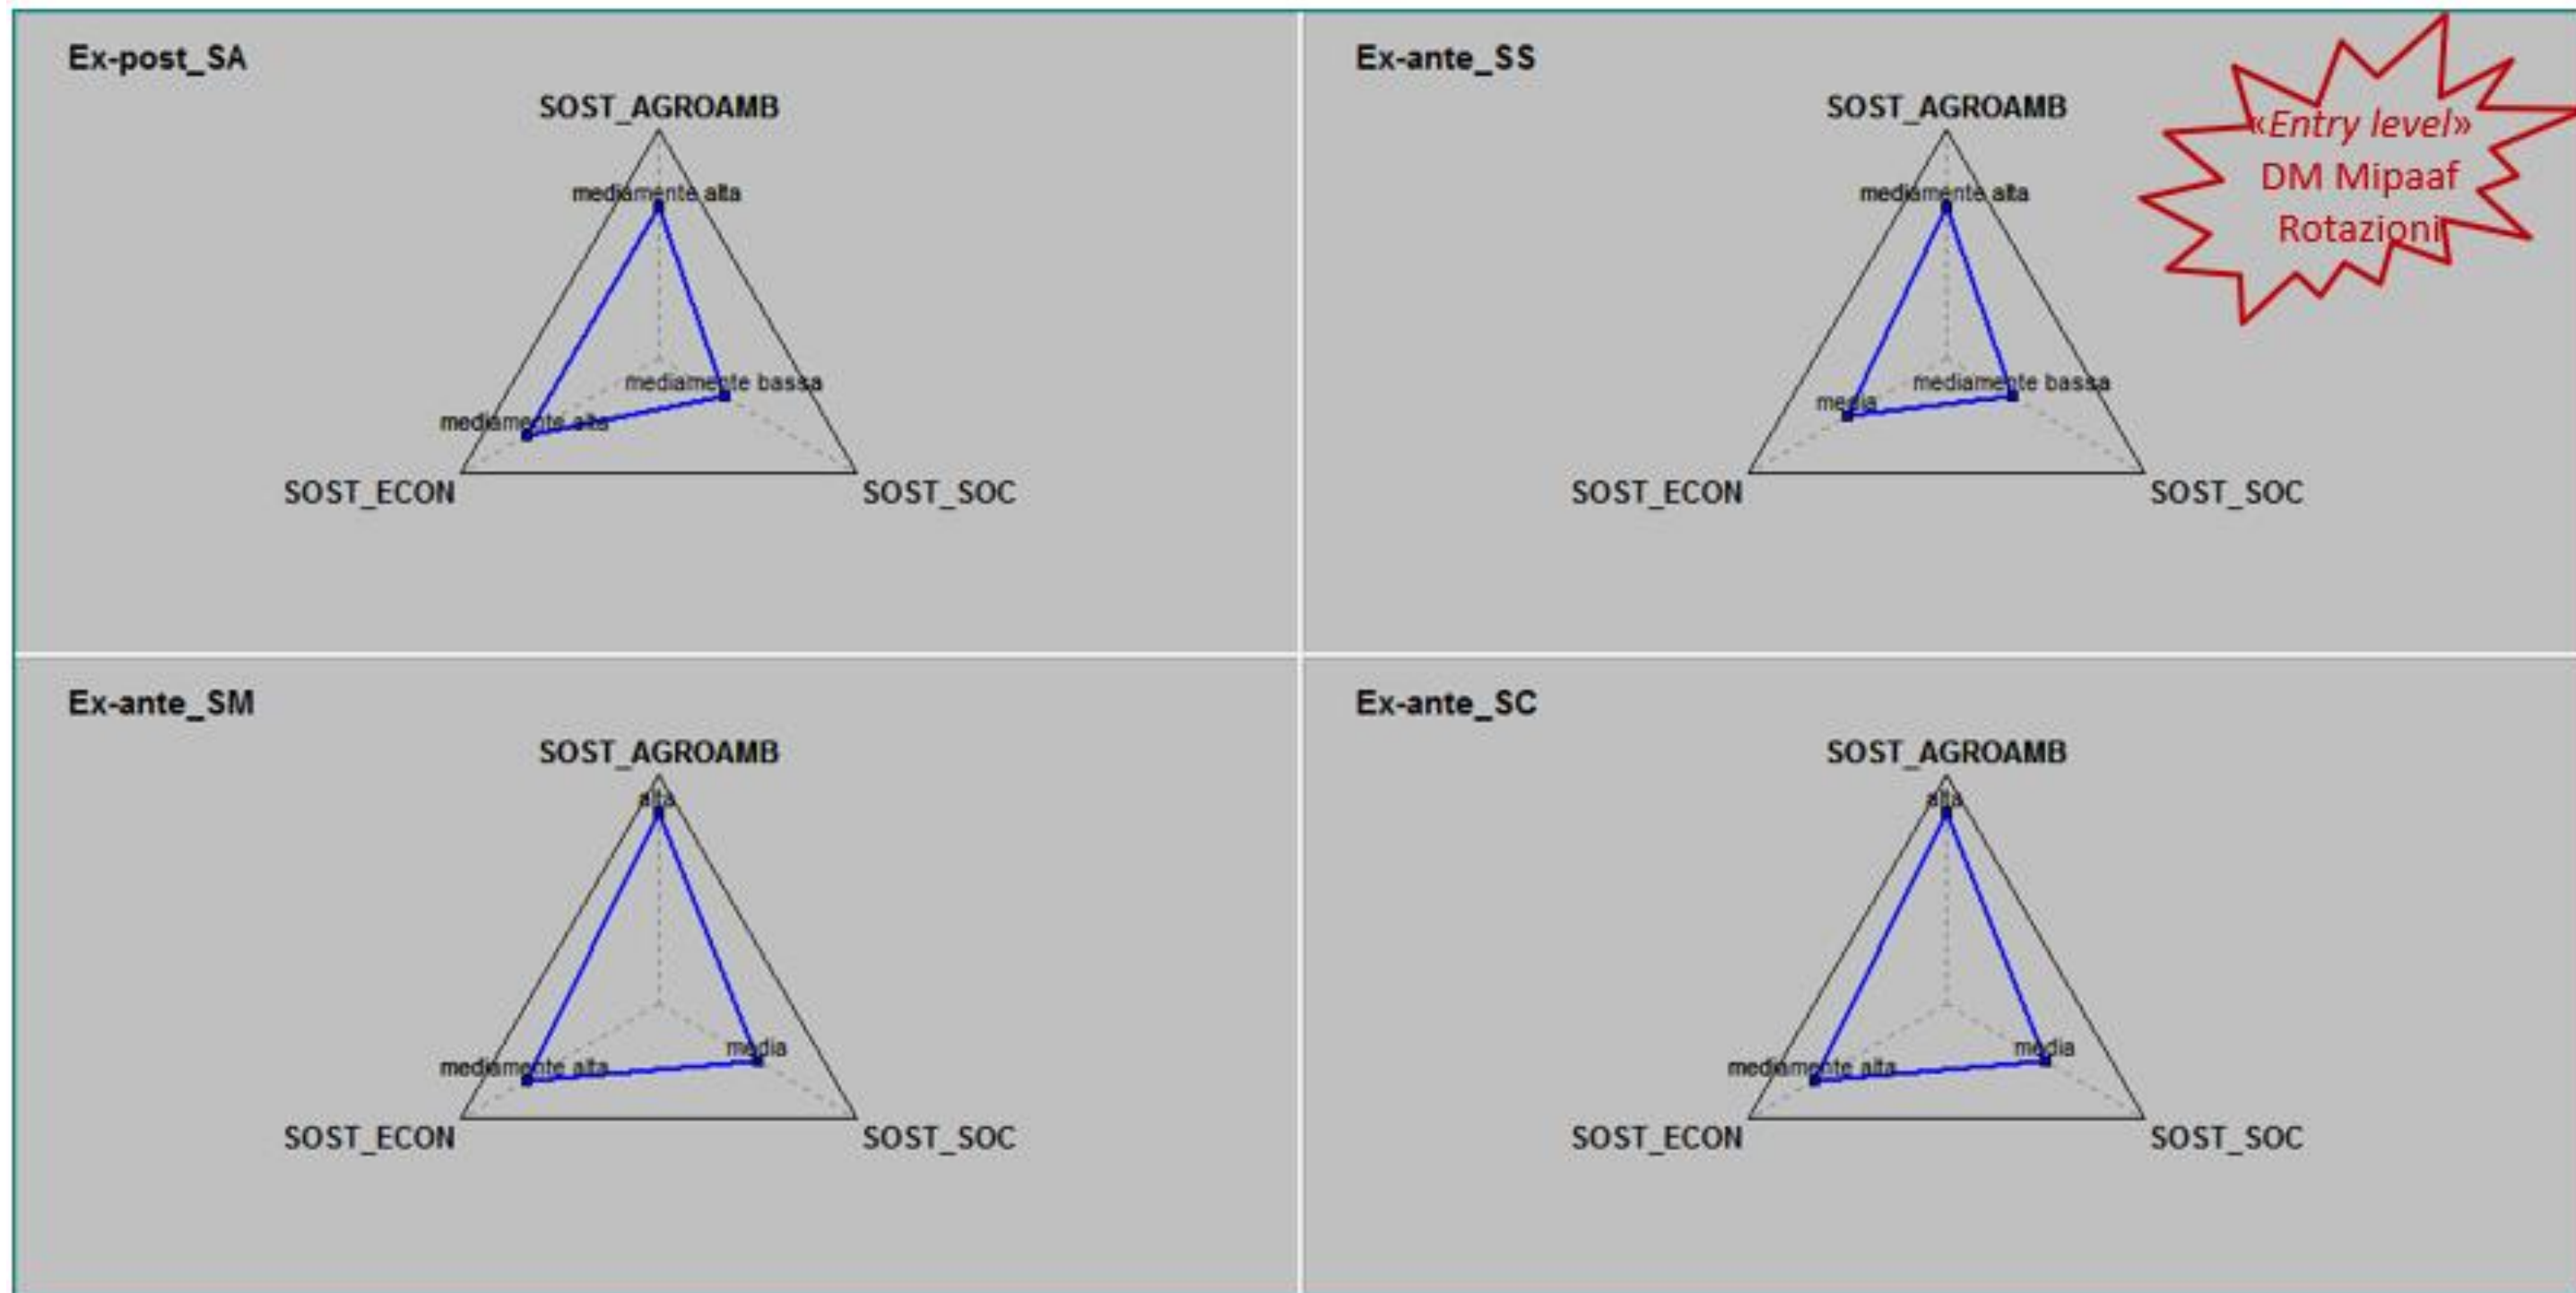 Ex-post_SA
SOST_AGROAMB
mediamente alta
mediamente bassa
mediamente alta
SOST_ECON
SOST_SOC
Ex-ante_SS
SOST_AGROAMB
mediamente alta
mediamente bassa
media
SOST_ECON
SOST_SOC
«Entry level»
DM Mipaaf
Rotazioni
Ex-ante_SM
SOST_AGROAMB
alta
media
mediamente alta
SOST_ECON
SOST_SOC
Ex-ante_SC
SOST_AGROAMB
alta
media
mediamente alta
SOST_ECON
SOST_SOC